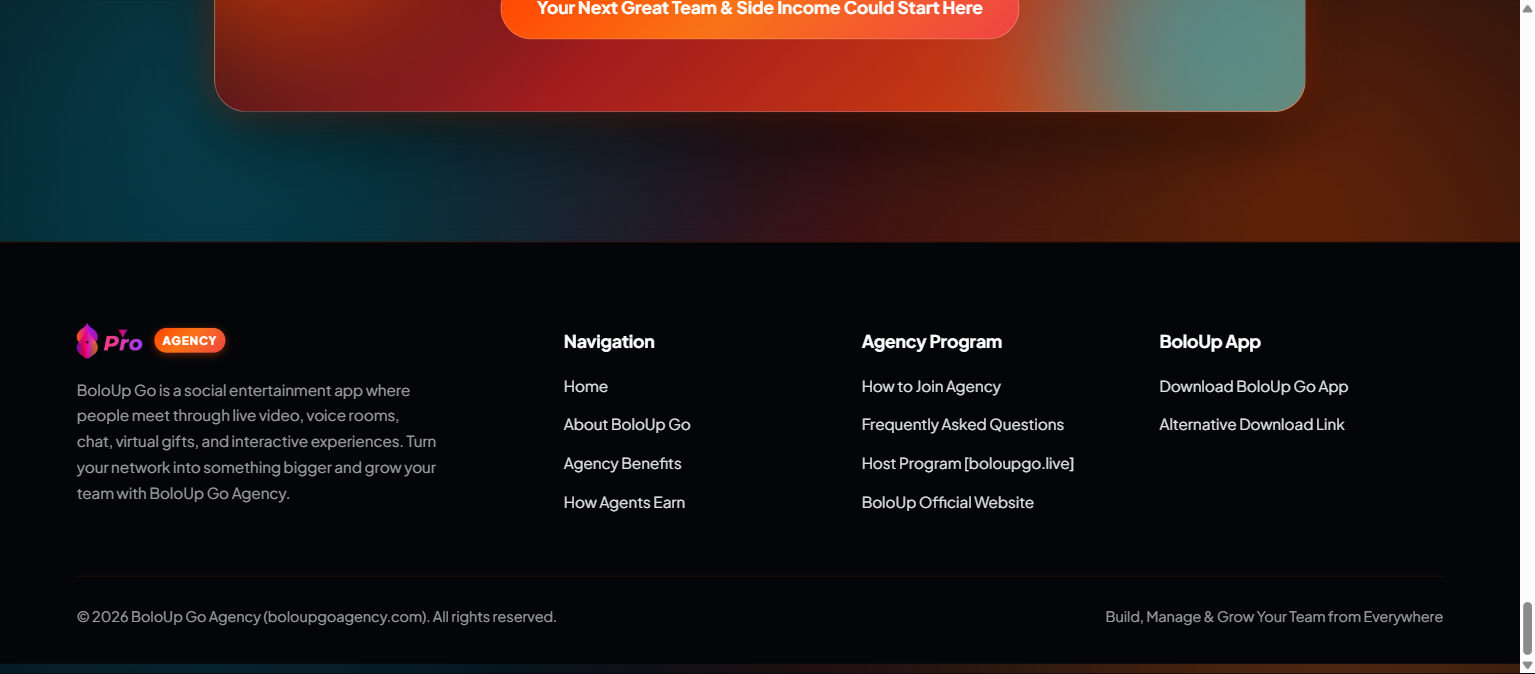 Your Next Great Team & Side Income Could Start Here
Pro AGENCY
BoloUp Go is a social entertainment app where
people meet through live video, voice rooms,
chat, virtual gifts, and interactive experiences. Turn
your network into something bigger and grow your
team with BoloUp Go Agency.
Navigation
Home
About BoloUp Go
Agency Benefits
How Agents Earn
Agency Program
How to Join Agency
Frequently Asked Questions
Host Program [boloupgo.live]
BoloUp Official Website
BoloUp App
Download BoloUp Go App
Alternative Download Link
© 2026 BoloUp Go Agency (boloupgoagency.com). All rights reserved.
Build, Manage & Grow Your Team from Everywhere